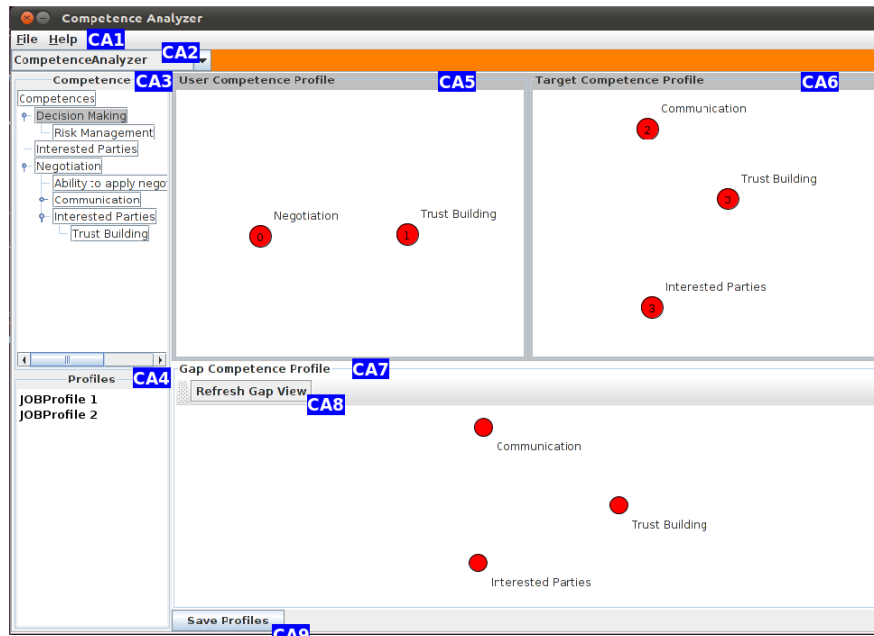 Competence Analyzer
File Help CA1
CompetenceAnalyzer CA2
Competence CA3
Competences
Decision Making
Risk Management
Interested Parties
Negotiation
Ability to apply nego
Communication
Interested Parties
Trust Building
Profiles CA4
JOBProfile 1
JOBProfile 2
User Competence Profile CA5
Negotiation
0
Trust Building
1
Target Competence Profile CA6
Communication
2
Trust Building
3
Interested Parties
3
Gap Competence Profile CA7
Refresh Gap View
CA8
Communication
Trust Building
Interested Parties
Save Profiles
CA9